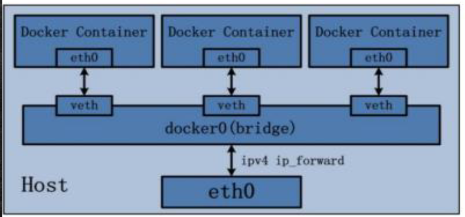 Docker Container Docker Container Docker Container
eth0 eth0 eth0
veth veth veth
docker0(bridge)
ipv4 ip_forward
Host
eth0